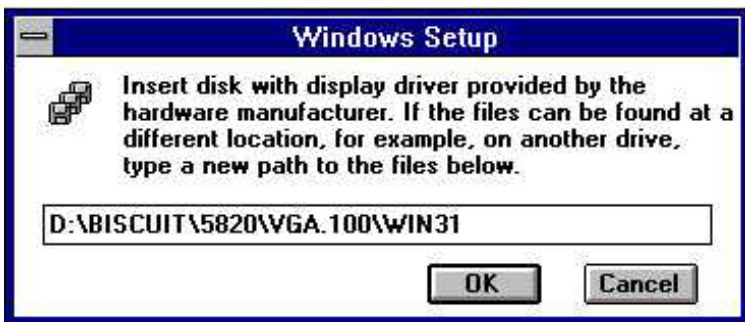 Windows Setup
Insert disk with display driver provided by the
hardware manufacturer. If the files can be found at a
different location, for example, on another drive,
type a new path to the files below.
D:\BISCUIT\5820\VGA.100\WIN31
OK Cancel